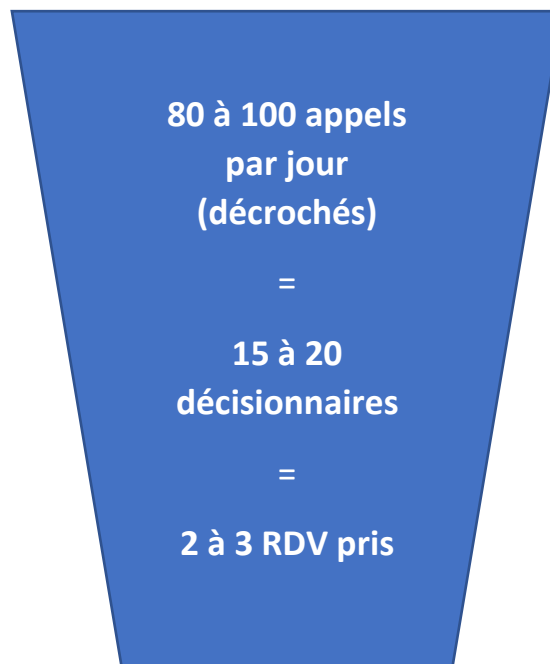 80 à 100 appels
par jour
(décrochés)
=
15 à 20
décisionnaires
=
2 à 3 RDV pris